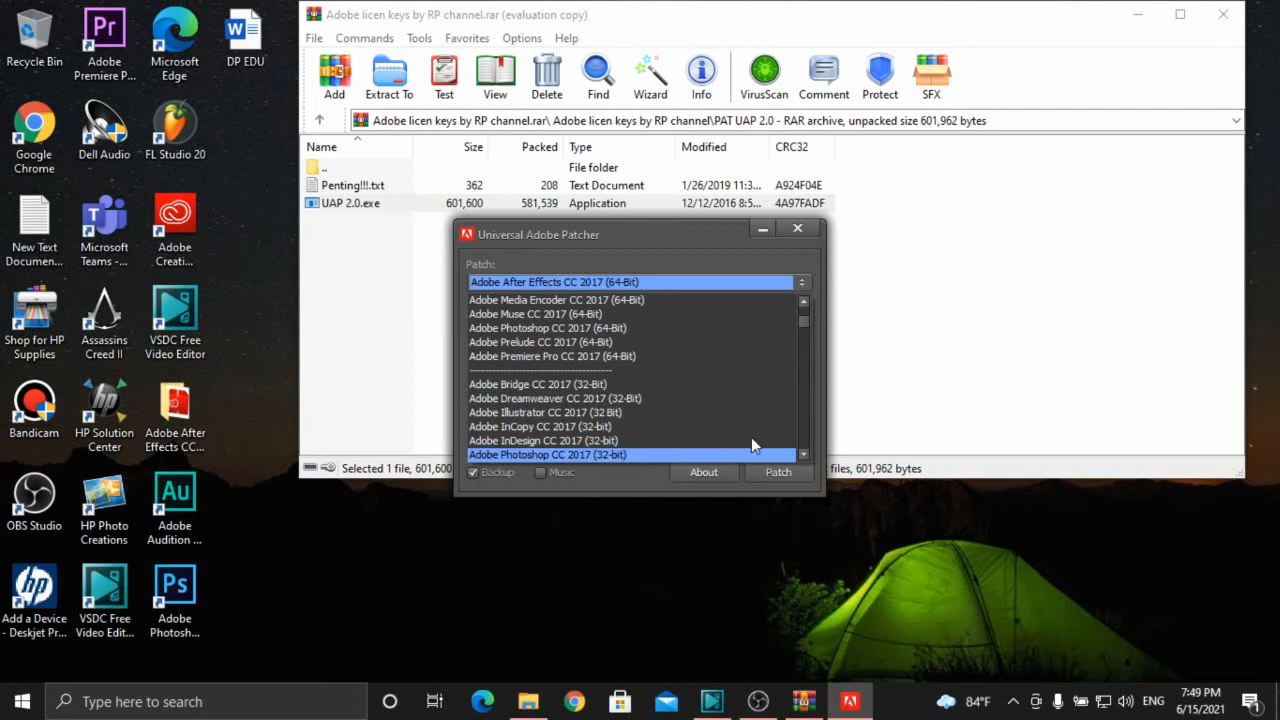 Adobe licen keys by RP channel.rar (evaluation copy)
File Commands Tools Favorites Options Help
Add Extract To Test View Delete Find Wizard Info VirusScan Comment Protect SFX
Adobe licen keys by RP channel.rar\ Adobe licen keys by RP channel\PAT UAP 2.0 - RAR archive, unpacked size 601,962 bytes
Name Size Packed Type Modified CRC32
.. File folder
Penting!!!.txt 362 208 Text Document 1/26/2019 11:3... A924F04E
UAP 2.0.exe 601,600 581,539 Application 12/12/2016 8:5... 4A97FADF
Universal Adobe Patcher
Patch:
Adobe After Effects CC 2017 (64-Bit)
Adobe Media Encoder CC 2017 (64-Bit)
Adobe Muse CC 2017 (64-Bit)
Adobe Photoshop CC 2017 (64-Bit)
Adobe Prelude CC 2017 (64-Bit)
Adobe Premiere Pro CC 2017 (64-Bit)
------------------------------------
Adobe Bridge CC 2017 (32-Bit)
Adobe Dreamweaver CC 2017 (32-Bit)
Adobe Illustrator CC 2017 (32 Bit)
Adobe InCopy CC 2017 (32-bit)
Adobe InDesign CC 2017 (32-bit)
Adobe Photoshop CC 2017 (32-bit)
Backup Music About Patch
Selected 1 file, 601,600
files, 601,962 bytes
Recycle Bin
Pr
Adobe
Premiere P...
Microsoft
Edge
W
DP EDU
Google
Chrome
Dell Audio
FL Studio 20
New Text
Documen...
Microsoft
Teams -...
Adobe
Creati...
Shop for HP
Supplies
Assassins
Creed II
VSDC Free
Video Editor
Bandicam
hp
HP Solution
Center
Adobe After
Effects CC...
OBS Studio
HP Photo
Creations
Au
Adobe
Audition ...
hp
Add a Device
- Deskjet Pr...
VSDC Free
Video Edit...
Ps
Adobe
Photosh...
Type here to search
84°F
ENG
7:49 PM
6/15/2021
1